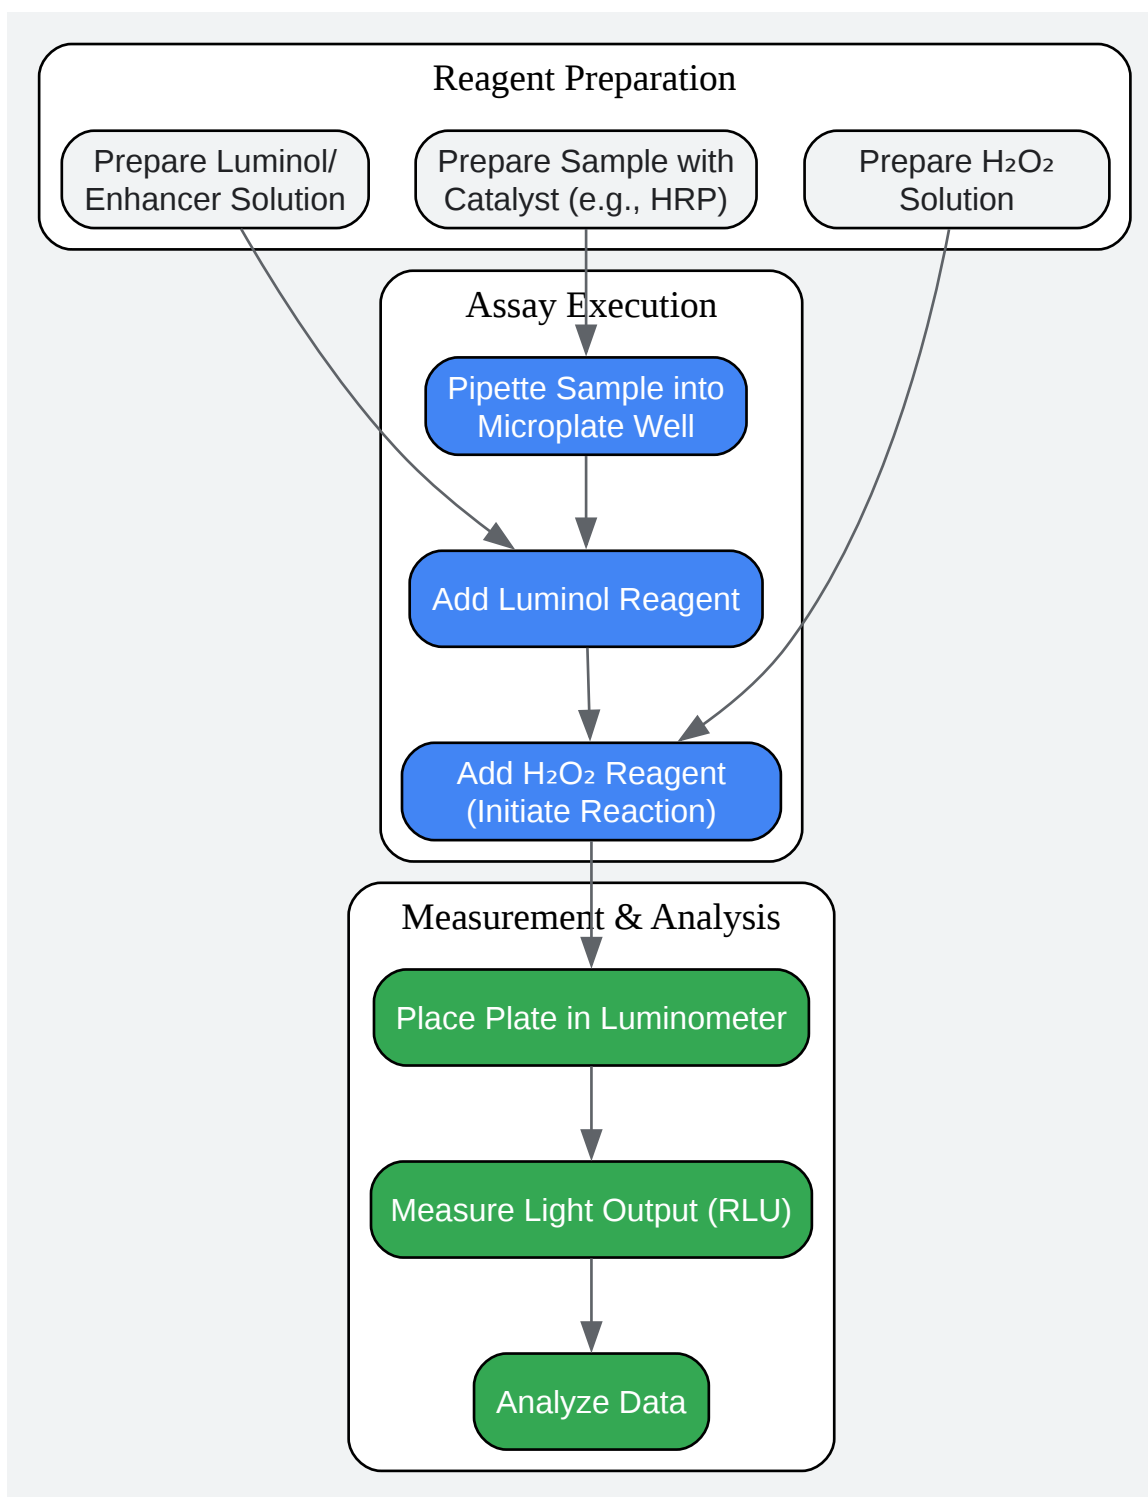 Reagent Preparation
Prepare Luminol/
Enhancer Solution
Prepare Sample with
Catalyst (e.g., HRP)
Prepare H₂O₂
Solution
Assay Execution
Pipette Sample into
Microplate Well
Add Luminol Reagent
Add H₂O₂ Reagent
(Initiate Reaction)
Measurement & Analysis
Place Plate in Luminometer
Measure Light Output (RLU)
Analyze Data